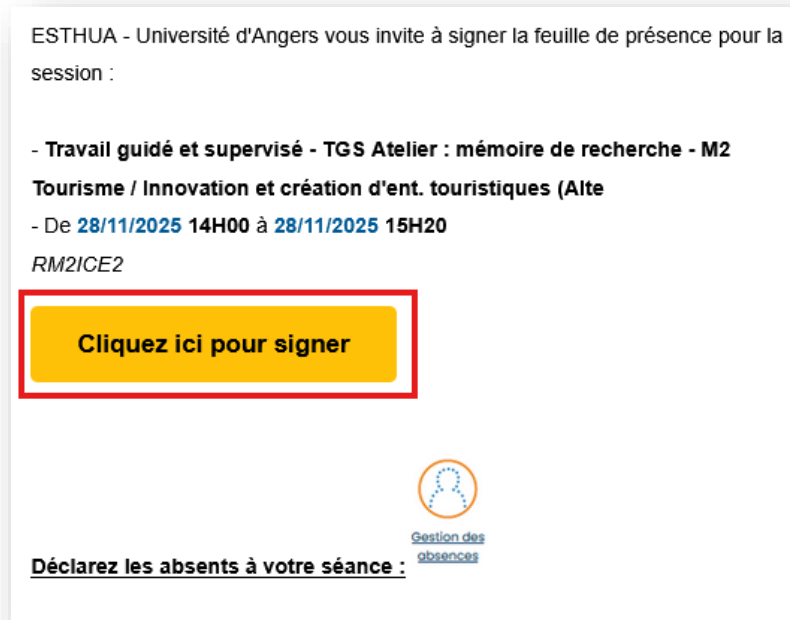 ESTHUA - Université d'Angers vous invite à signer la feuille de présence pour la
session :
- Travail guidé et supervisé - TGS Atelier : mémoire de recherche - M2
Tourisme / Innovation et création d'ent. touristiques (Alte
- De 28/11/2025 14H00 à 28/11/2025 15H20
RM2ICE2
Cliquez ici pour signer
Gestion des
absences
Déclarez les absents à votre séance :